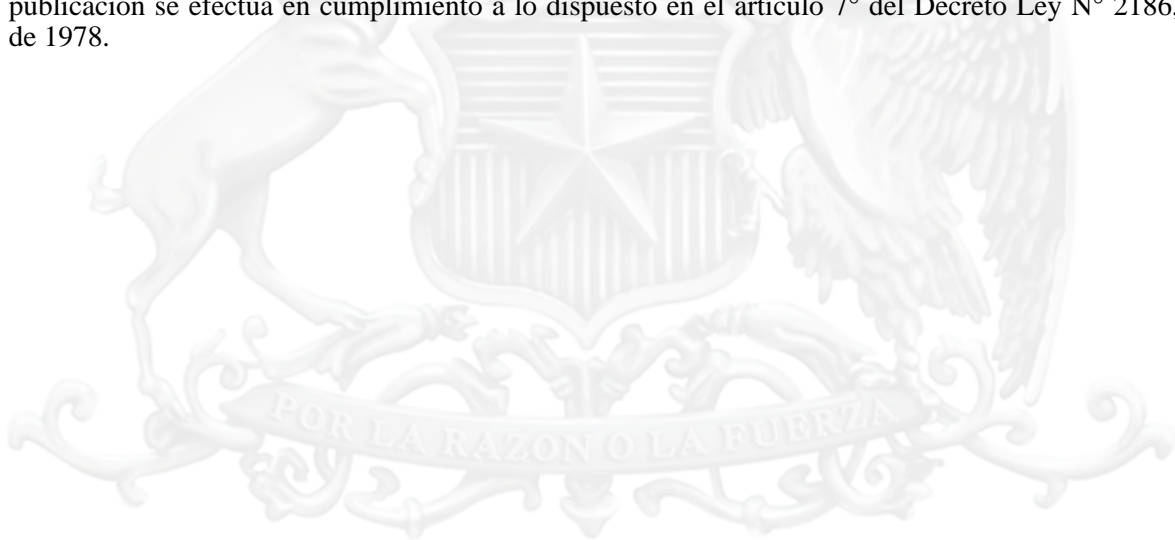 publicación se efectúa en cumplimiento a lo dispuesto en el artículo 7° del Decreto Ley N° 2186,
de 1978.
POR LA RAZON O LA FUERZA